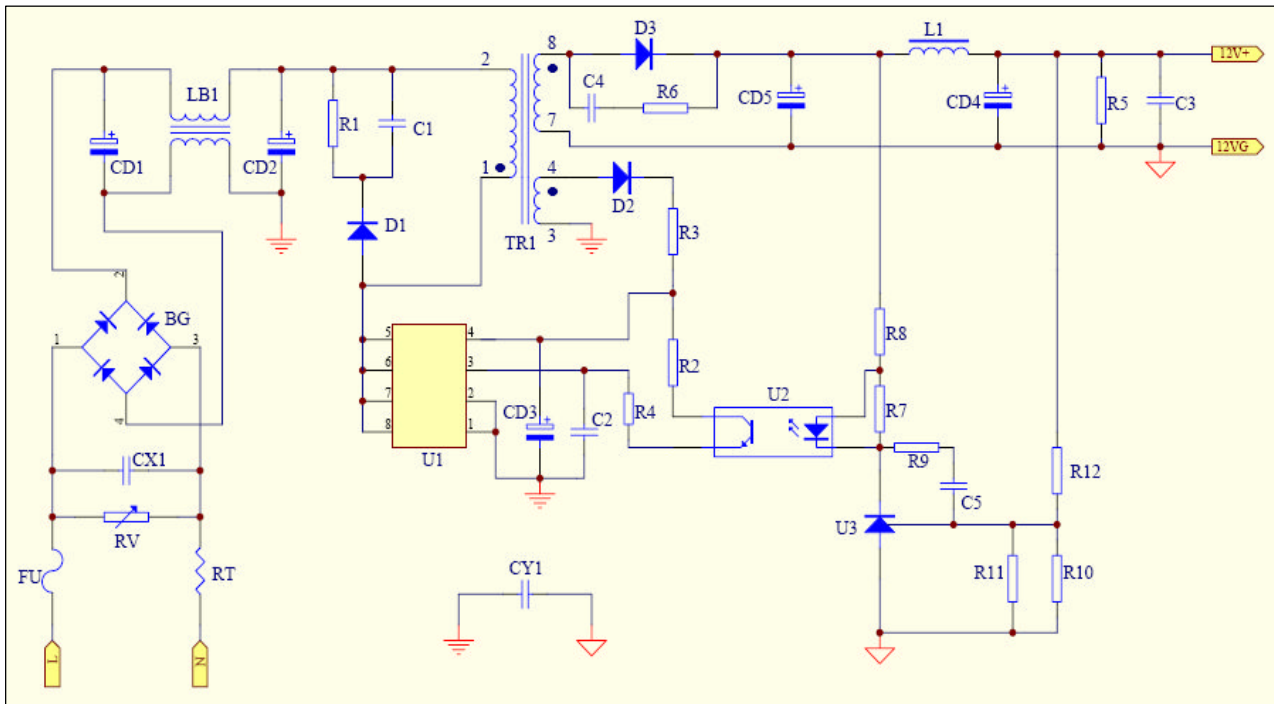 D3
L1
8
2
12V+
C4
R6
LB1
CD5
CD4
R5
C3
R1
C1
CD1
CD2
7
12VG
1
4
D2
D1
3
TR1
R3
2
BG
1
3
5
4
R8
6
3
R2
7
2
U2
R4
R7
4
CD3
C2
8
1
U1
R9
CX1
R12
C5
U3
RV
FU
RT
CY1
R11
R10
L
N